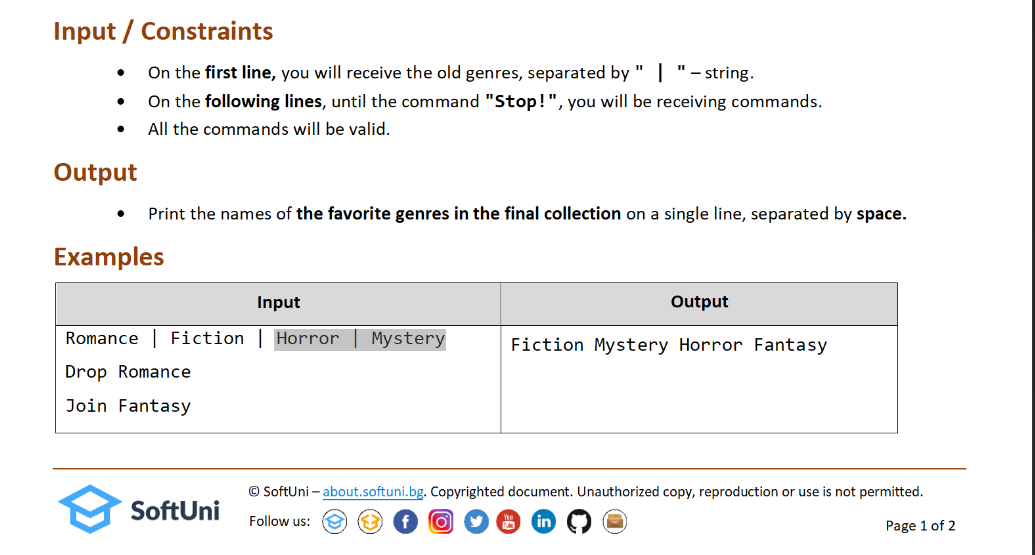 Input / Constraints
• On the first line, you will receive the old genres, separated by " | " – string.
• On the following lines, until the command "Stop!", you will be receiving commands.
• All the commands will be valid.
Output
• Print the names of the favorite genres in the final collection on a single line, separated by space.
Examples
Input Output
Romance | Fiction | Horror | Mystery
Drop Romance
Join Fantasy
Fiction Mystery Horror Fantasy
SoftUni
© SoftUni – about.softuni.bg. Copyrighted document. Unauthorized copy, reproduction or use is not permitted.
Follow us:
Page 1 of 2